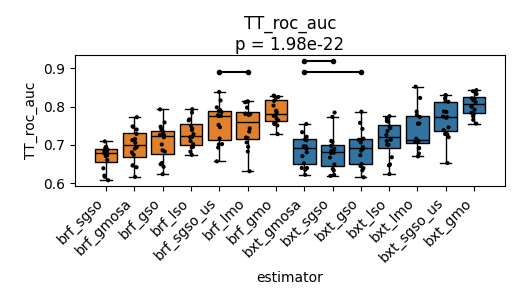 TT_roc_auc
p = 1.98e-22
TT_roc_auc
0.9
0.8
0.7
0.6
brf_sgso
brf_gmosa
brf_gso
brf_lso
brf_sgso_us
brf_lmo
brf_gmo
bxt_gmosa
bxt_sgso
bxt_gso
bxt_lso
bxt_lmo
bxt_sgso_us
bxt_gmo
estimator